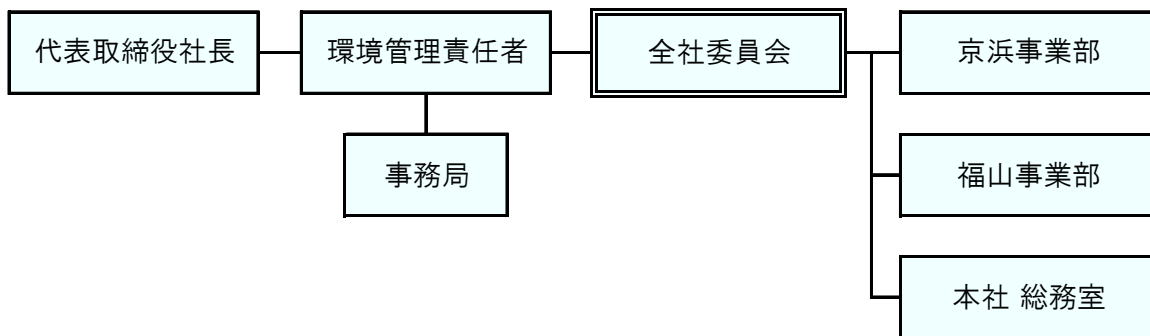 代表取締役社長
環境管理責任者
全社委員会
京浜事業部
事務局
福山事業部
本社 総務室